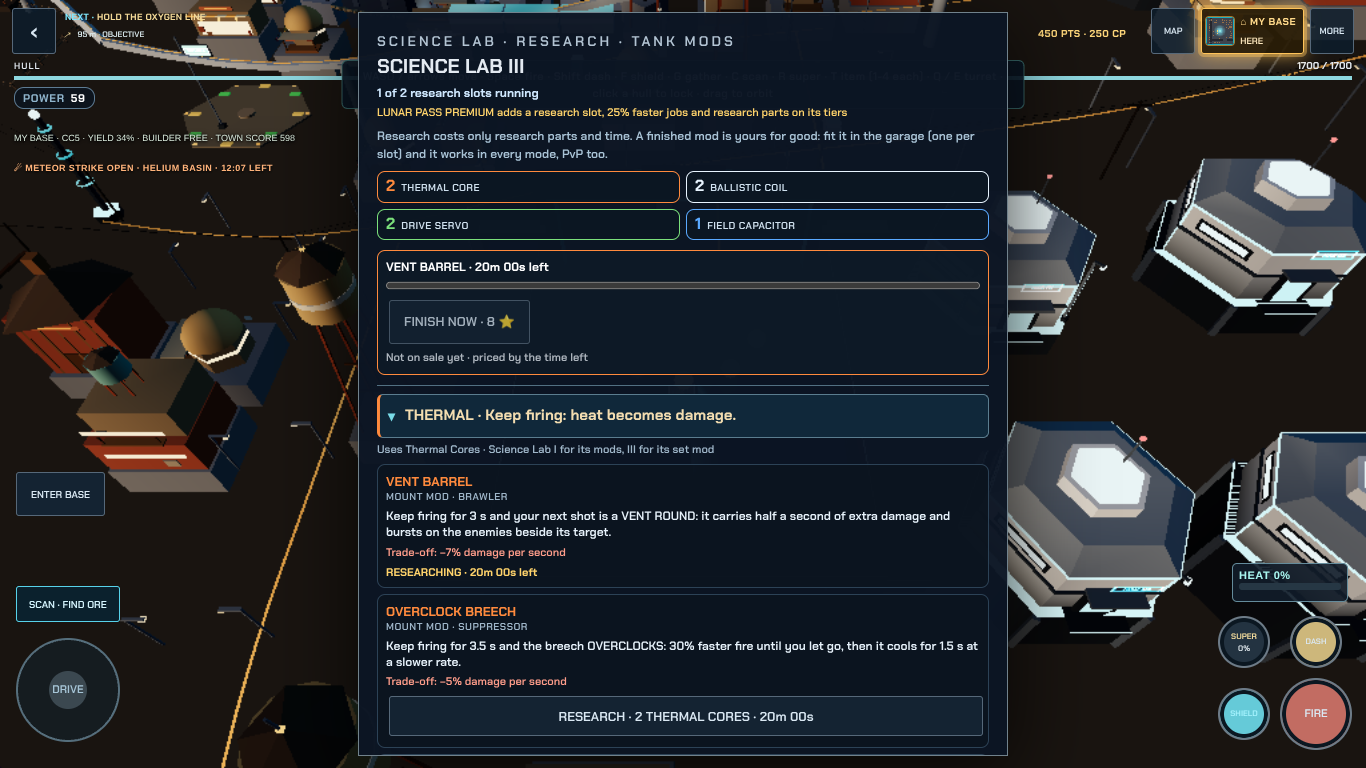 ‹
NEXT · HOLD THE OXYGEN LINE
95m · OBJECTIVE
HULL
POWER 59
MY BASE · CC5 · YIELD 34% · BUILDER FREE · TOWN SCORE 598
METEOR STRIKE OPEN · HELIUM BASIN · 12:07 LEFT
450 PTS · 250 CP
MAP
⌂ MY BASE
HERE
MORE
1700 / 1700
SCIENCE LAB · RESEARCH · TANK MODS
SCIENCE LAB III
1 of 2 research slots running
LUNAR PASS PREMIUM adds a research slot, 25% faster jobs and research parts on its tiers
Research costs only research parts and time. A finished mod is yours for good: fit it in the garage (one per
slot) and it works in every mode, PvP too.
2 THERMAL CORE
2 BALLISTIC COIL
2 DRIVE SERVO
1 FIELD CAPACITOR
VENT BARREL · 20m 00s left
FINISH NOW · 8 ⭐
Not on sale yet · priced by the time left
▼ THERMAL · Keep firing: heat becomes damage.
Uses Thermal Cores · Science Lab I for its mods, III for its set mod
VENT BARREL
MOUNT MOD · BRAWLER
Keep firing for 3 s and your next shot is a VENT ROUND: it carries half a second of extra damage and
bursts on the enemies beside its target.
Trade-off: −7% damage per second
RESEARCHING · 20m 00s left
OVERCLOCK BREECH
MOUNT MOD · SUPPRESSOR
Keep firing for 3.5 s and the breech OVERCLOCKS: 30% faster fire until you let go, then it cools for 1.5 s at
a slower rate.
Trade-off: −5% damage per second
RESEARCH · 2 THERMAL CORES · 20m 00s
ENTER BASE
SCAN · FIND ORE
DRIVE
HEAT 0%
SUPER
0%
DASH
SHIELD
FIRE